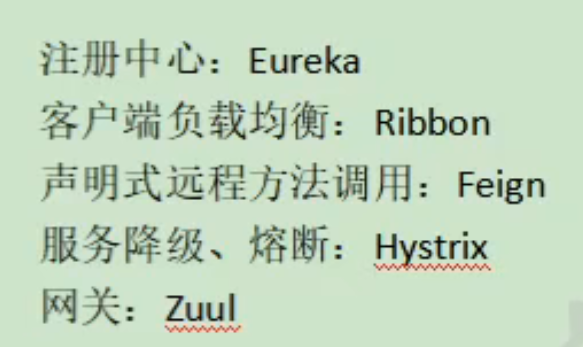 注册中心：Eureka
客户端负载均衡：Ribbon
声明式远程方法调用：Feign
服务降级、熔断：Hystrix
网关：Zuul